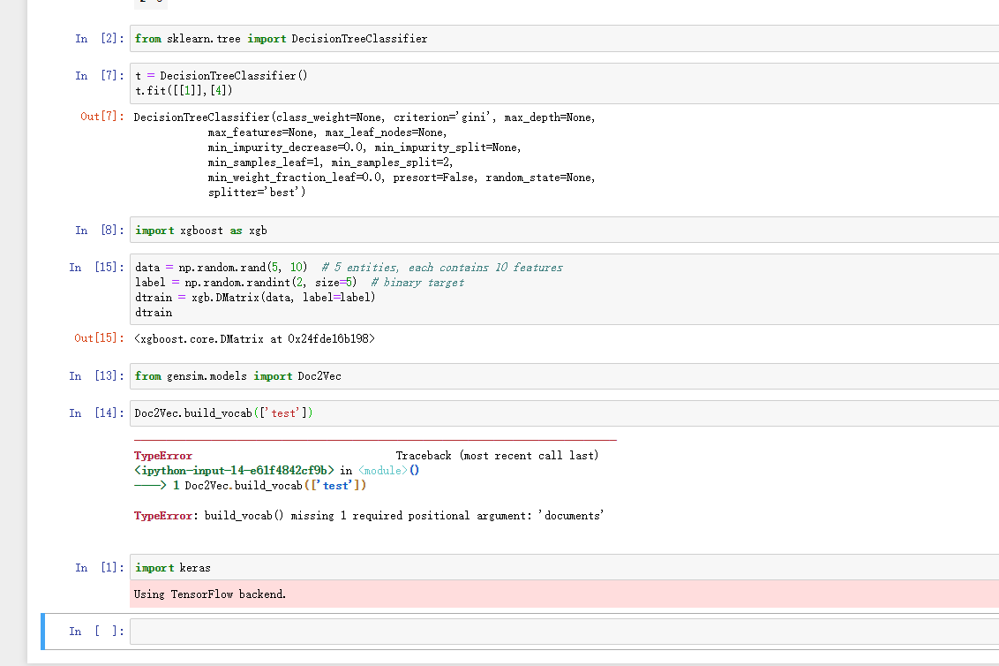 In [2]: from sklearn.tree import DecisionTreeClassifier
In [7]: t = DecisionTreeClassifier()
t.fit([[1]],[4])
Out[7]: DecisionTreeClassifier(class_weight=None, criterion='gini', max_depth=None,
max_features=None, max_leaf_nodes=None,
min_impurity_decrease=0.0, min_impurity_split=None,
min_samples_leaf=1, min_samples_split=2,
min_weight_fraction_leaf=0.0, presort=False, random_state=None,
splitter='best')
In [8]: import xgboost as xgb
In [15]: data = np.random.rand(5, 10)  # 5 entities, each contains 10 features
label = np.random.randint(2, size=5)  # binary target
dtrain = xgb.DMatrix(data, label=label)
dtrain
Out[15]: <xgboost.core.DMatrix at 0x24fde16b198>
In [13]: from gensim.models import Doc2Vec
In [14]: Doc2Vec.build_vocab(['test'])
TypeError Traceback (most recent call last)
<ipython-input-14-e61f4842cf9b> in <module>()
----> 1 Doc2Vec.build_vocab(['test'])
TypeError: build_vocab() missing 1 required positional argument: 'documents'
In [1]: import keras
Using TensorFlow backend.
In [ ]: